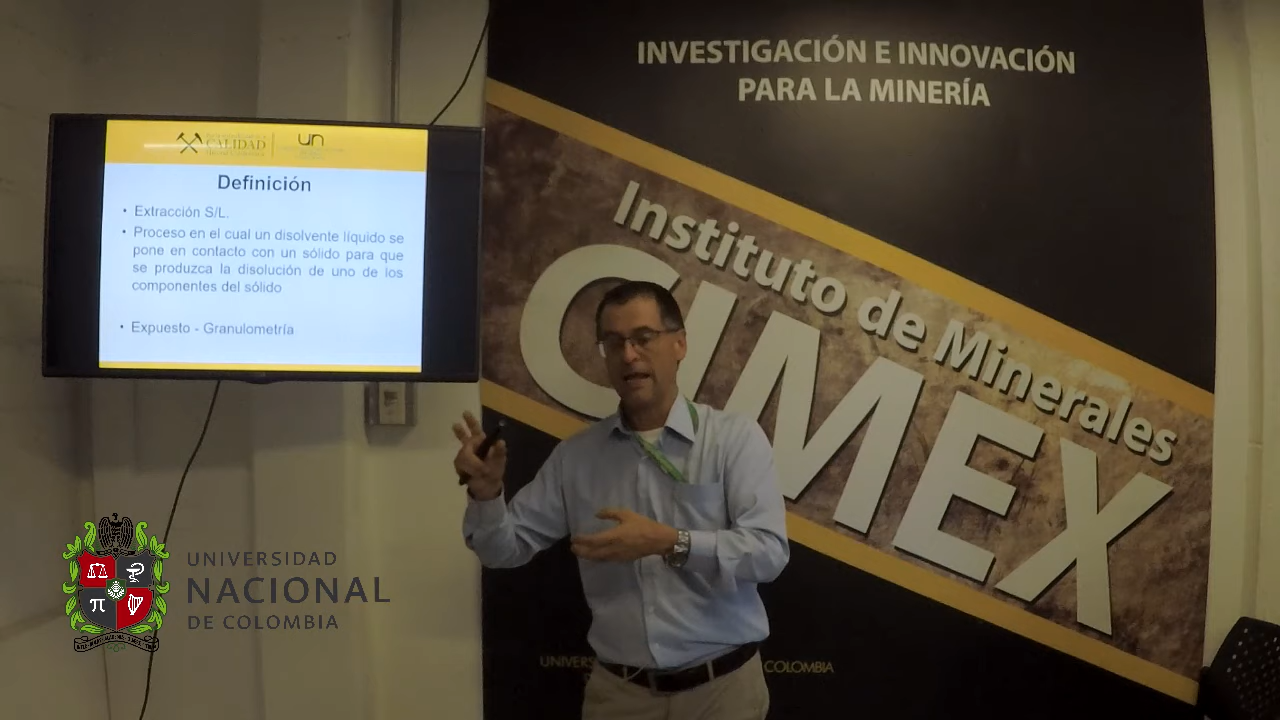 INVESTIGACIÓN E INNOVACIÓN
PARA LA MINERÍA
CALIDAD
un
Definición
• Extracción S/L.
• Proceso en el cual un disolvente líquido se
pone en contacto con un sólido para que
se produzca la disolución de uno de los
componentes del sólido
• Expuesto - Granulometría
Instituto de Minerales
CIMEX
UNIVERSIDAD
NACIONAL
DE COLOMBIA
π
COLOMBIA